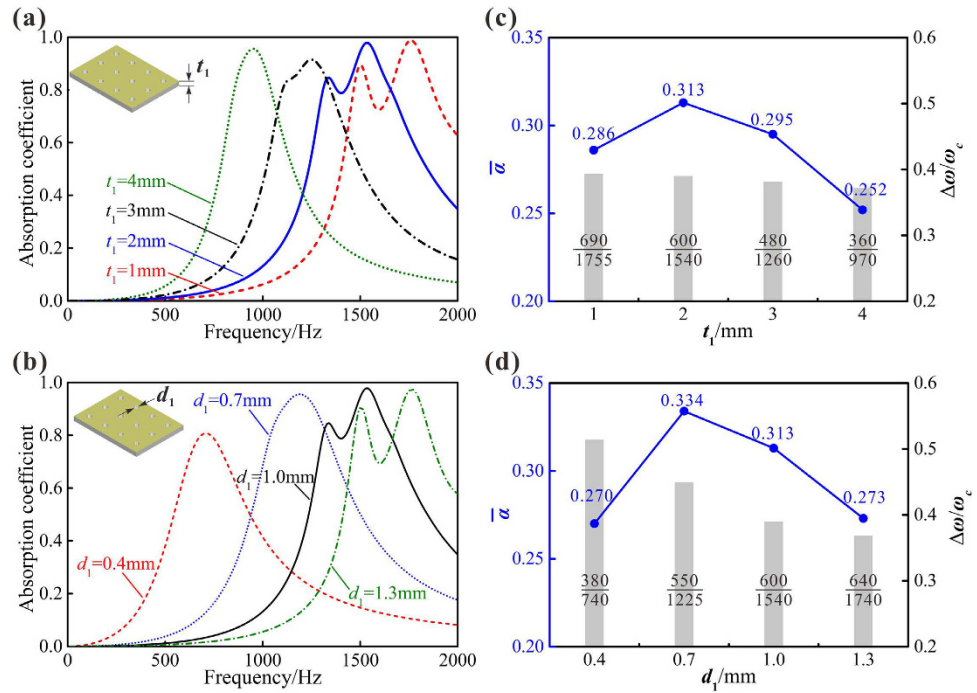 (a)
1.0
0.8
0.6
0.4
0.2
0.0
Absorption coefficient
t₁
t₁=4mm
t₁=3mm
t₁=2mm
t₁=1mm
0 500 1000 1500 2000
Frequency/Hz
(c)
0.35
0.30
0.25
0.20
α̅
0.286
0.313
0.295
0.252
690
1755
600
1540
480
1260
360
970
0.6
0.5
0.4
0.3
0.2
Δω/ω_c
1 2 3 4
t₁/mm
(b)
1.0
0.8
0.6
0.4
0.2
0.0
Absorption coefficient
d₁
d₁=0.7mm
d₁=1.0mm
d₁=0.4mm
d₁=1.3mm
0 500 1000 1500 2000
Frequency/Hz
(d)
0.35
0.30
0.25
0.20
α̅
0.270
0.334
0.313
0.273
380
740
550
1225
600
1540
640
1740
0.6
0.5
0.4
0.3
0.2
Δω/ω_c
0.4 0.7 1.0 1.3
d₁/mm